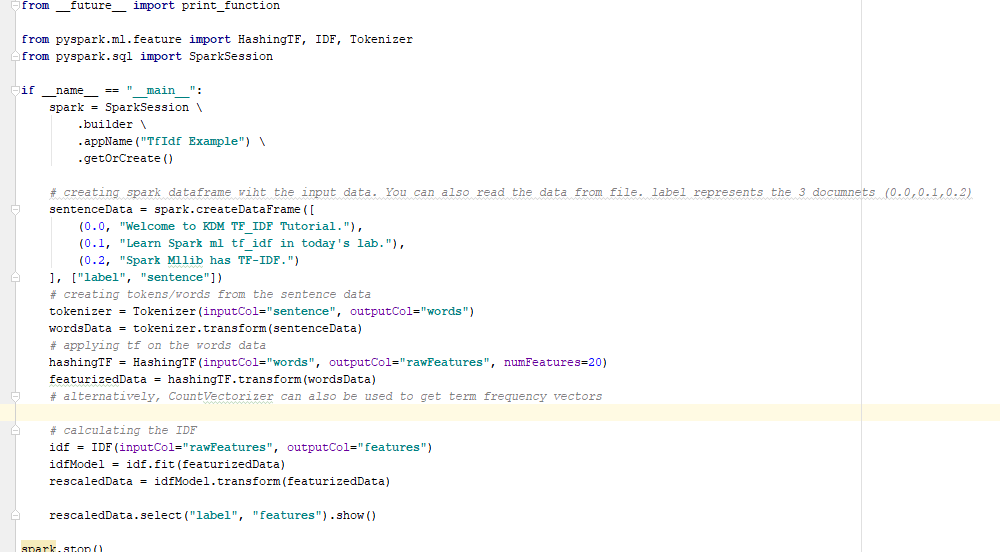 from __future__ import print_function
from pyspark.ml.feature import HashingTF, IDF, Tokenizer
from pyspark.sql import SparkSession
if __name__ == "__main__":
spark = SparkSession \
.builder \
.appName("TfIdf Example") \
.getOrCreate()
# creating spark dataframe wiht the input data. You can also read the data from file. label represents the 3 documnets (0.0,0.1,0.2)
sentenceData = spark.createDataFrame([
(0.0, "Welcome to KDM TF_IDF Tutorial."),
(0.1, "Learn Spark ml tf_idf in today's lab."),
(0.2, "Spark Mllib has TF-IDF.")
], ["label", "sentence"])
# creating tokens/words from the sentence data
tokenizer = Tokenizer(inputCol="sentence", outputCol="words")
wordsData = tokenizer.transform(sentenceData)
# applying tf on the words data
hashingTF = HashingTF(inputCol="words", outputCol="rawFeatures", numFeatures=20)
featurizedData = hashingTF.transform(wordsData)
# alternatively, CountVectorizer can also be used to get term frequency vectors
# calculating the IDF
idf = IDF(inputCol="rawFeatures", outputCol="features")
idfModel = idf.fit(featurizedData)
rescaledData = idfModel.transform(featurizedData)
rescaledData.select("label", "features").show()
spark.stop()